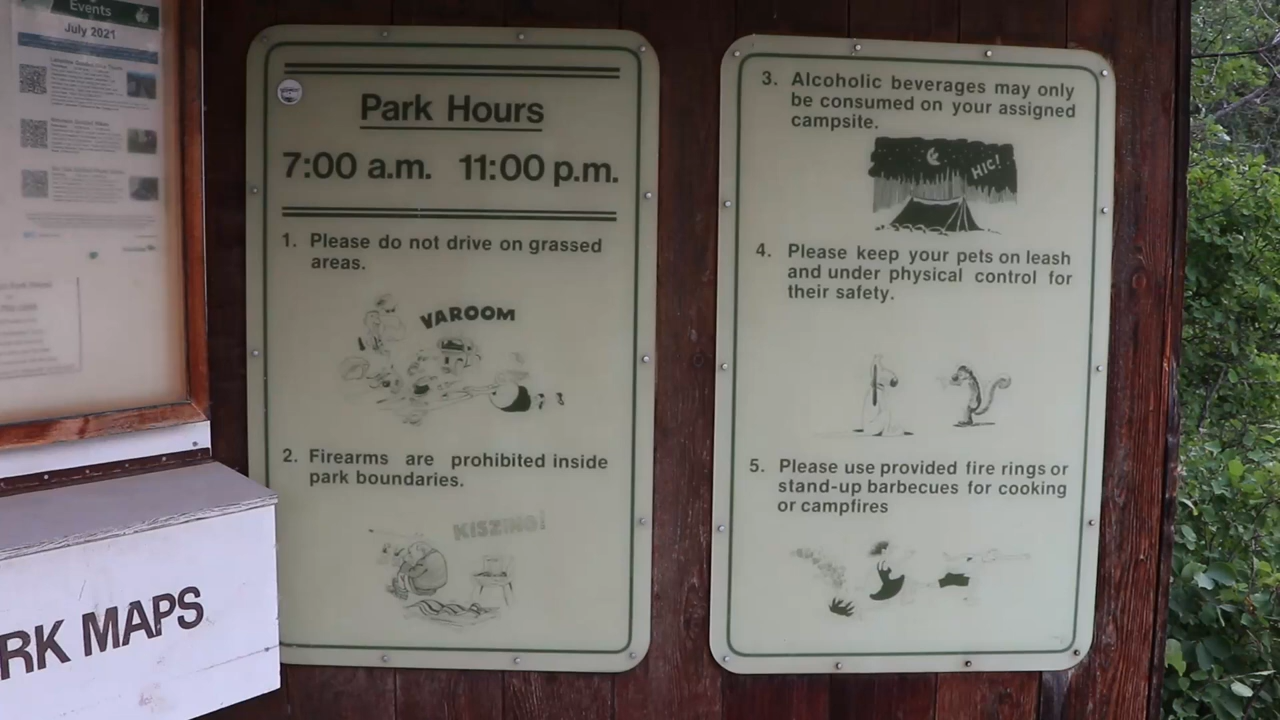 Events
July 2021
RK MAPS
Park Hours
7:00 a.m. 11:00 p.m.
1. Please do not drive on grassed
areas.
VAROOM
2. Firearms are prohibited inside
park boundaries.
KISZING!
3. Alcoholic beverages may only
be consumed on your assigned
campsite.
HIC!
4. Please keep your pets on leash
and under physical control for
their safety.
5. Please use provided fire rings or
stand-up barbecues for cooking
or campfires